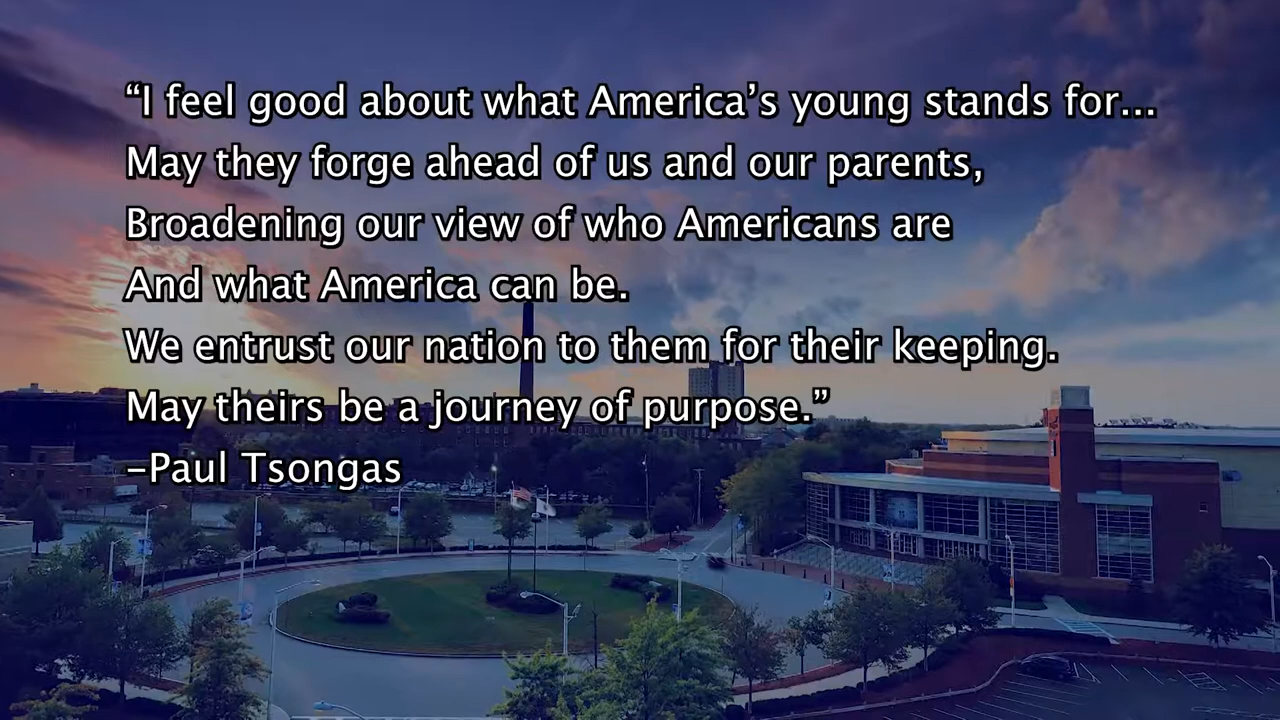 “I feel good about what America’s young stands for...
May they forge ahead of us and our parents,
Broadening our view of who Americans are
And what America can be.
We entrust our nation to them for their keeping.
May theirs be a journey of purpose.”
–Paul Tsongas